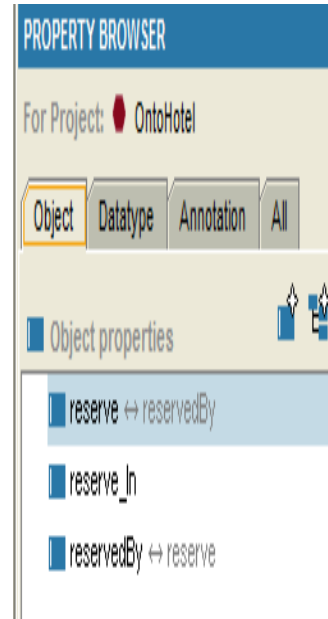 PROPERTY BROWSER
For Project: OntoHotel
Object Datatype Annotation All
Object properties
reserve ↔ reservedBy
reserve_In
reservedBy ↔ reserve